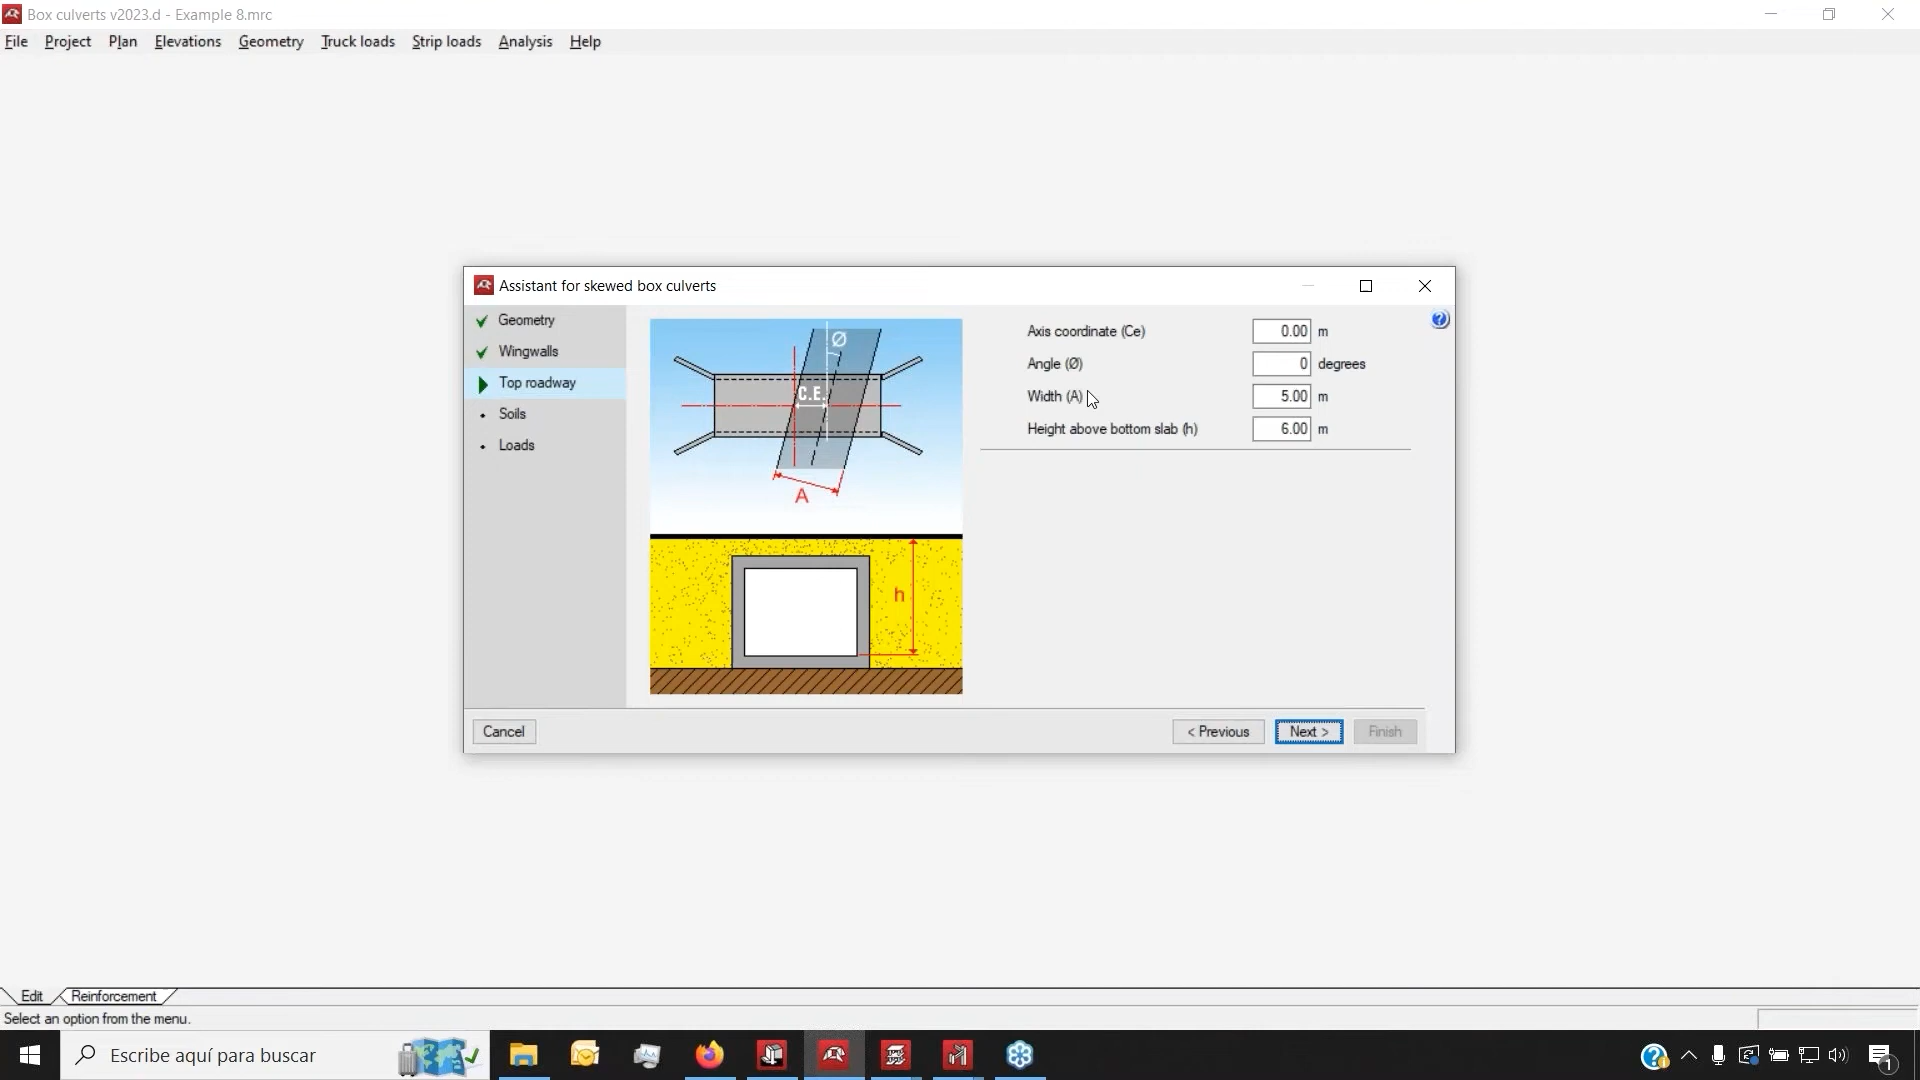 Box culverts v2023.d - Example 8.mrc
File Project Plan Elevations Geometry Truck loads Strip loads Analysis Help
Assistant for skewed box culverts
Geometry
Wingwalls
Top roadway
Soils
Loads
Ø
C.E.
A
h
Axis coordinate (Ce) 0.00 m
Angle (Ø) 0 degrees
Width (A) 5.00 m
Height above bottom slab (h) 6.00 m
Cancel < Previous Next > Finish
Edit Reinforcement
Select an option from the menu.
Escribe aquí para buscar
1